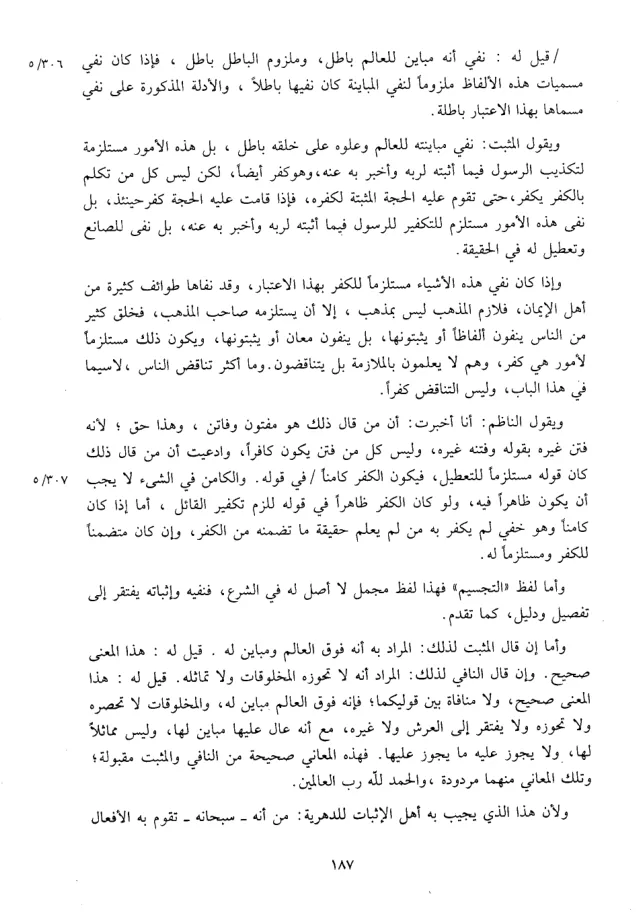 / قيل له : نفي أنه مباين للعالم باطل، وملزوم الباطل باطل ، فإذا كان نفي ٥/٣٠٦
مسميات هذه الألفاظ ملزوماً لنفي المباينة كان نفيها باطلاً ، والأدلة المذكورة على نفي
مسماها بهذا الاعتبار باطلة.
ويقول المثبت: نفي مباينته للعالم وعلوه على خلقه باطل ، بل هذه الأمور مستلزمة
لتكذيب الرسول فيما أثبته لربه وأخبر به عنه،وهوكفر أيضاً، لكن ليس كل من تكلم
بالكفر يكفر،حتى تقوم عليه الحجة المثبتة لكفره، فإذا قامت عليه الحجة كفرحينئذ، بل
نفى هذه الأمور مستلزم للتكفير للرسول فيما أثبته لربه وأخبر به عنه، بل نفى للصانع
وتعطيل له في الحقيقة.
وإذا كان نفي هذه الأشياء مستلزماً للكفر بهذا الاعتبار، وقد نفاها طوائف كثيرة من
أهل الإيمان، فلازم المذهب ليس بمذهب ، إلا أن يستلزمه صاحب المذهب، فخلق كثير
من الناس ينفون ألفاظاً أو يثبتونها، بل ينفون معان أو يثبتونها، ويكون ذلك مستلزماً
لأمور هي كفر، وهم لا يعلمون بالملازمة بل يتناقضون.وما أكثر تناقض الناس ،لاسيما
في هذا الباب، وليس التناقض كفراً.
ويقول الناظم: أنا أخبرت: أن من قال ذلك هو مفتون وفاتن ، وهذا حق ؛ لأنه
فتن غيره بقوله وفتنه غيره، وليس كل من فتن يكون كافراً، وادعيت أن من قال ذلك
كان قوله مستلزماً للتعطيل، فيكون الكفر كامناً /في قوله. والكامن في الشىء لا يجب ٥/٣٠٧
أن يكون ظاهراً فيه، ولو كان الكفر ظاهراً في قوله للزم تكفير القائل ، أما إذا كان
كامناً وهو خفي لم يكفر به من لم يعلم حقيقة ما تضمنه من الكفر، وإن كان متضمناً
للكفر ومستلزماً له.
وأما لفظ «التجسيم» فهذا لفظ مجمل لا أصل له في الشرع، فنفيه وإثباته يفتقر إلى
تفصيل ودليل، كما تقدم.
وأما إن قال المثبت لذلك: المراد به أنه فوق العالم ومباين له . قيل له : هذا المعنى
صحيح. وإن قال النافي لذلك: المراد أنه لا تحوزه المخلوقات ولا تماثله. قيل له : هذا
المعنى صحيح، ولا منافاة بين قوليكما؛ فإنه فوق العالم مباين له، والمخلوقات لا تحصره
ولا تحوزه ولا يفتقر إلى العرش ولا غيره، مع أنه عال عليها مباين لها، وليس مماثلاً
لها، ولا يجوز عليه ما يجوز عليها. فهذه المعاني صحيحة من النافي والمثبت مقبولة؛
وتلك المعاني منهما مردودة ،والحمد لله رب العالمين.
ولأن هذا الذي يجيب به أهل الإثبات للدهرية: من أنه ـ سبحانه ـ تقوم به الأفعال
١٨٧